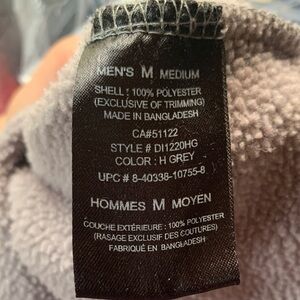 MEN'S M MEDIUM
SHELL : 100% POLYESTER
(EXCLUSIVE OF TRIMMING)
MADE IN BANGLADESH
CA#51122
STYLE # DI1220HG
COLOR : H GREY
UPC # 8-40338-10755-8
HOMMES M MOYEN
COUCHE EXTÉRIEURE : 100% POLYESTER
(RASAGE EXCLUSIF DES COUTURES)
FABRIQUÉ EN BANGLADESH